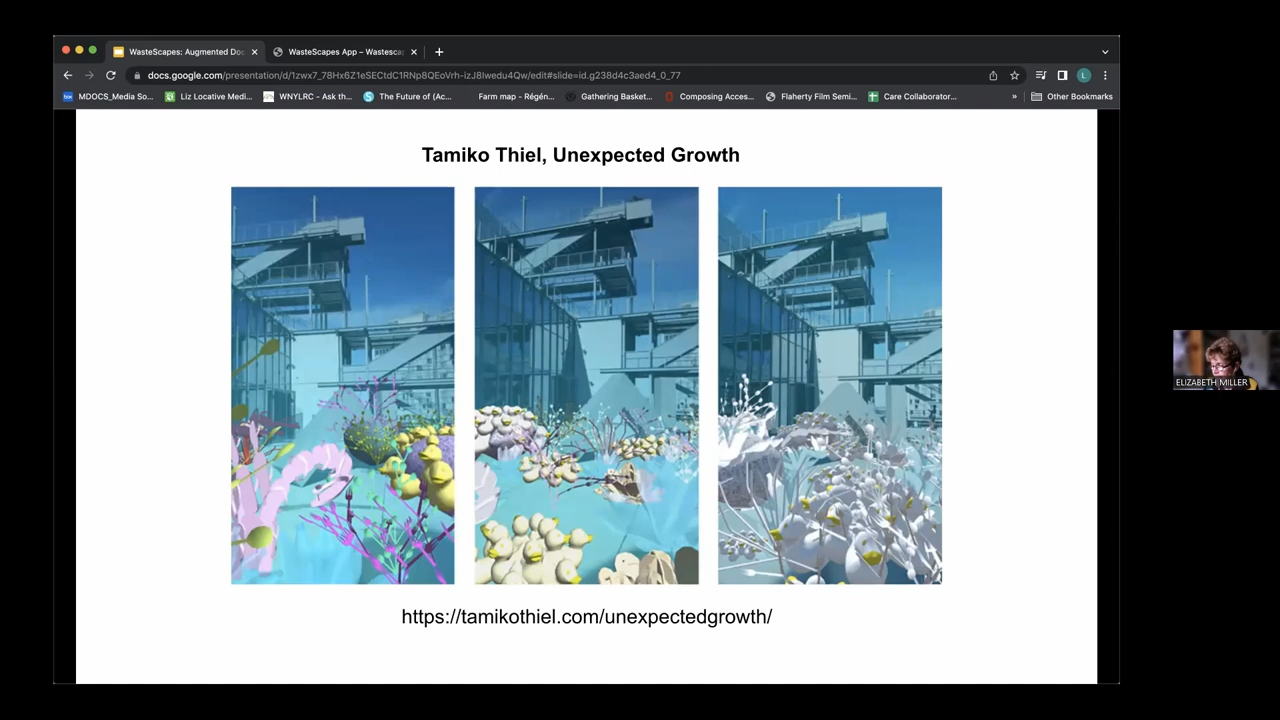 WasteScapes: Augmented Doc
WasteScapes App – Wastesca
docs.google.com/presentation/d/1zwx7_78Hx6Z1eSECtdC1RNp8QEoVrh-izJ8Iwedu4Qw/edit#slide=id.g238d4c3aed4_0_77
L
MDOCS_Media So...
Liz Locative Medi...
WNYLRC - Ask th...
The Future of (Ac...
Farm map - Régén...
Gathering Basket...
Composing Acces...
Flaherty Film Semi...
Care Collaborator...
»
Other Bookmarks
Tamiko Thiel, Unexpected Growth
https://tamikothiel.com/unexpectedgrowth/
ELIZABETH MILLER